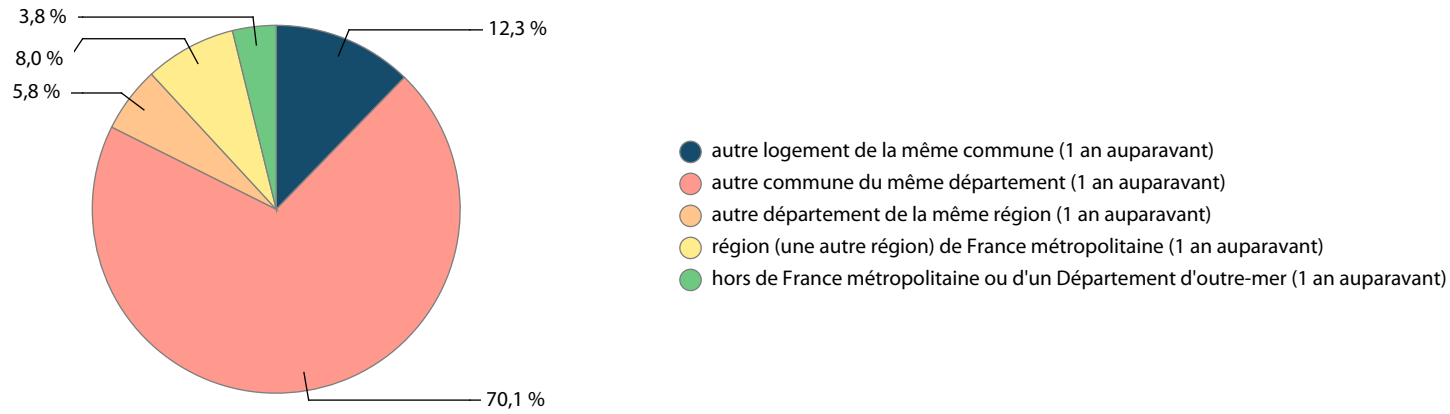 3,8 %
12,3 %
8,0 %
5,8 %
70,1 %
autre logement de la même commune (1 an auparavant)
autre commune du même département (1 an auparavant)
autre département de la même région (1 an auparavant)
région (une autre région) de France métropolitaine (1 an auparavant)
hors de France métropolitaine ou d'un Département d'outre-mer (1 an auparavant)